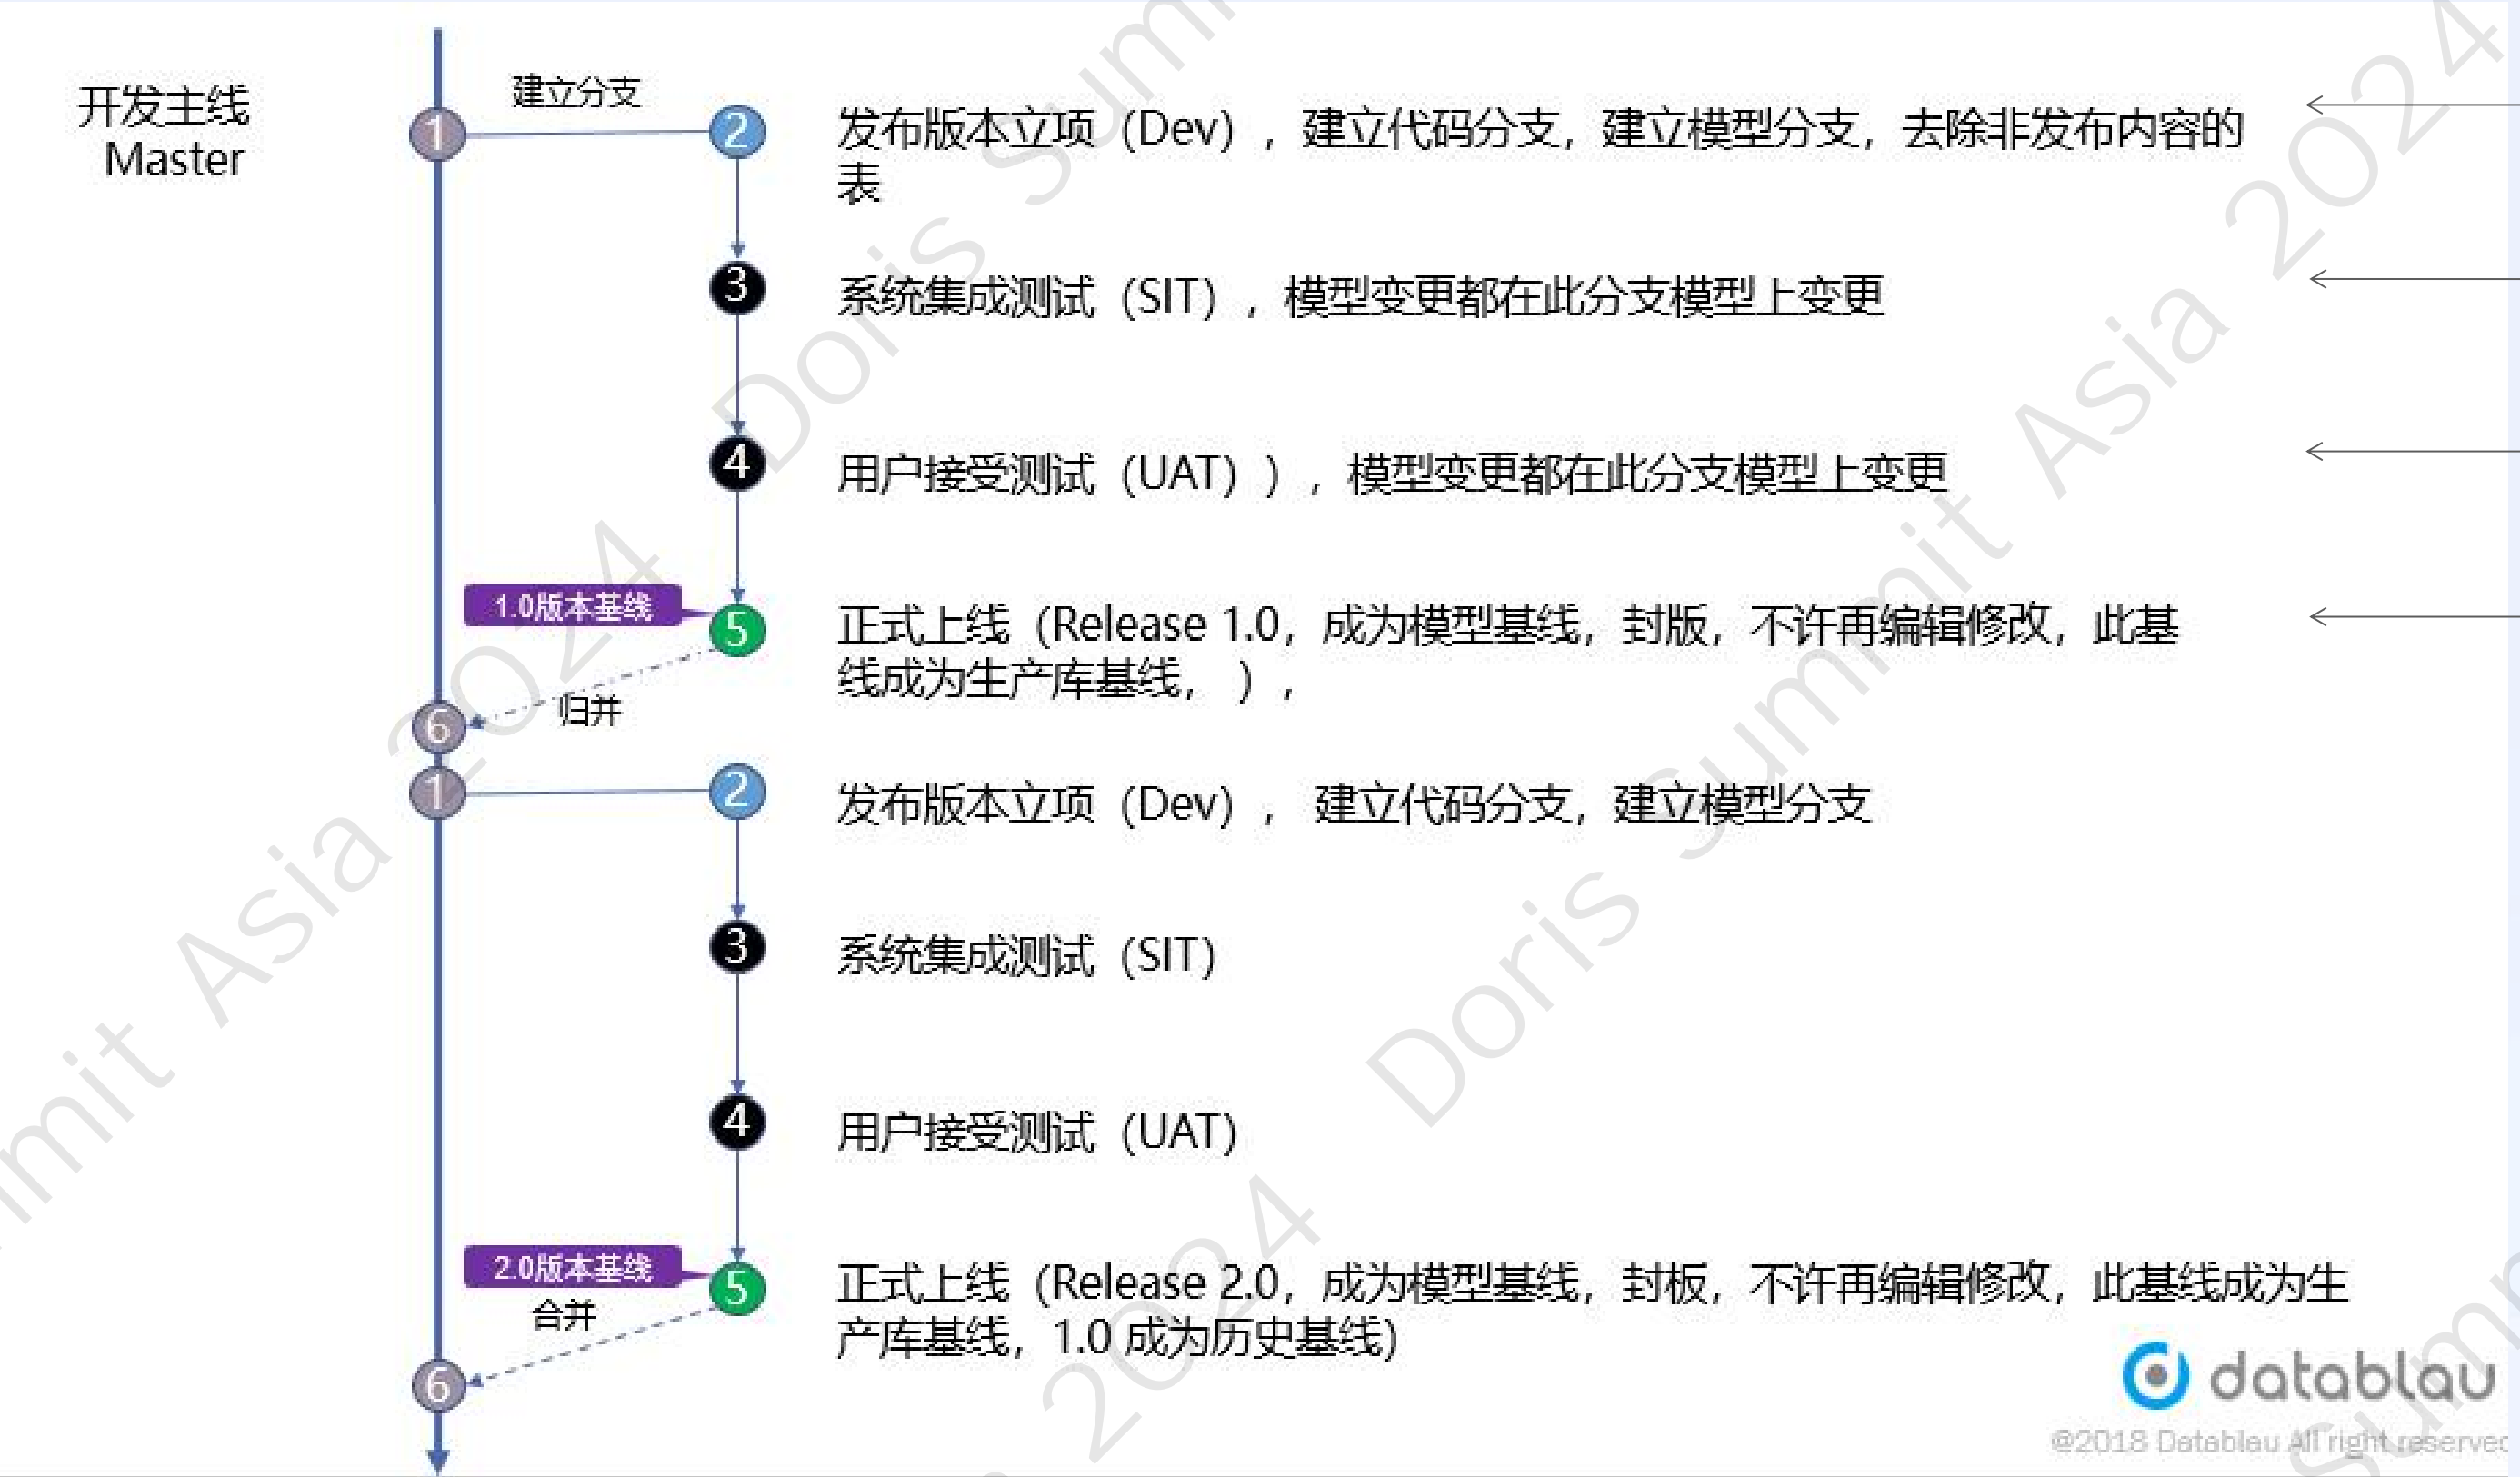 开发主线
Master
建立分支
1
2
发布版本立项（Dev），建立代码分支，建立模型分支，去除非发布内容的
表
3
系统集成测试（SIT），模型变更都在此分支模型上变更
4
用户接受测试（UAT）），模型变更都在此分支模型上变更
1.0版本基线
5
正式上线（Release 1.0，成为模型基线，封版，不许再编辑修改，此基
线成为生产库基线， ），
归并
6
1
2
发布版本立项（Dev）， 建立代码分支，建立模型分支
3
系统集成测试（SIT）
4
用户接受测试（UAT）
2.0版本基线
5
正式上线（Release 2.0，成为模型基线，封板，不许再编辑修改，此基线成为生
产库基线，1.0 成为历史基线）
合并
6
datablau
@2018 Datablau All right reserved
Doris Summit Asia 2024
Doris Summit Asia 2024